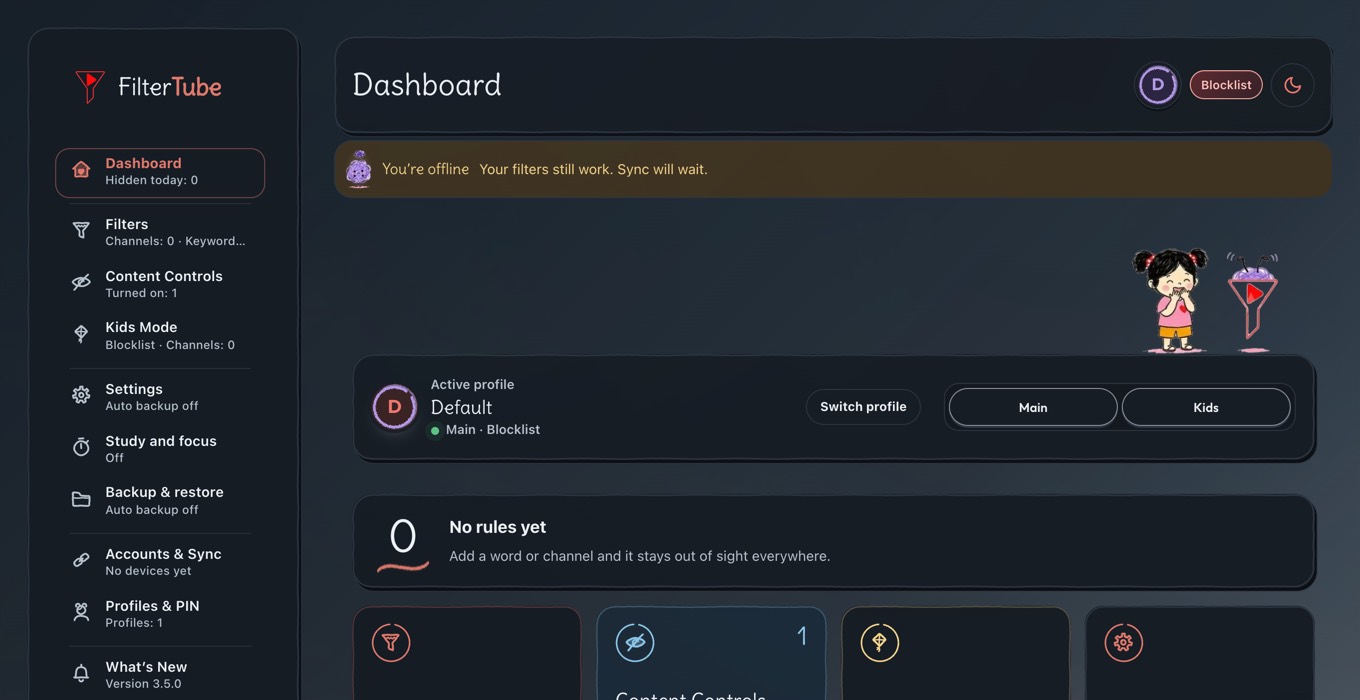 FilterTube
Dashboard
Hidden today: 0
Filters
Channels: 0 · Keyword...
Content Controls
Turned on: 1
Kids Mode
Blocklist · Channels: 0
Settings
Auto backup off
Study and focus
Off
Backup & restore
Auto backup off
Accounts & Sync
No devices yet
Profiles & PIN
Profiles: 1
What's New
Version 3.5.0
Dashboard
D
Blocklist
You're offline Your filters still work. Sync will wait.
D
Active profile
Default
Main · Blocklist
Switch profile
Main
Kids
0
No rules yet
Add a word or channel and it stays out of sight everywhere.
1
Content Controls